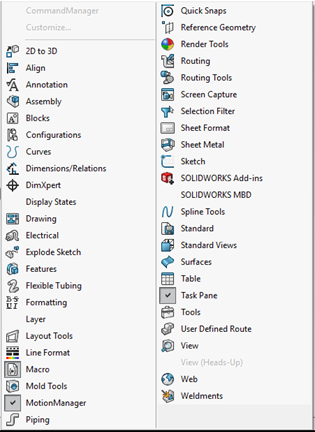 CommandManager
Customize...
2D to 3D
Align
Annotation
Assembly
Blocks
Configurations
Curves
Dimensions/Relations
DimXpert
Display States
Drawing
Electrical
Explode Sketch
Features
Flexible Tubing
Formatting
Layer
Layout Tools
Line Format
Macro
Mold Tools
MotionManager
Piping
Quick Snaps
Reference Geometry
Render Tools
Routing
Routing Tools
Screen Capture
Selection Filter
Sheet Format
Sheet Metal
Sketch
SOLIDWORKS Add-ins
SOLIDWORKS MBD
Spline Tools
Standard
Standard Views
Surfaces
Table
Task Pane
Tools
User Defined Route
View
View (Heads-Up)
Web
Weldments